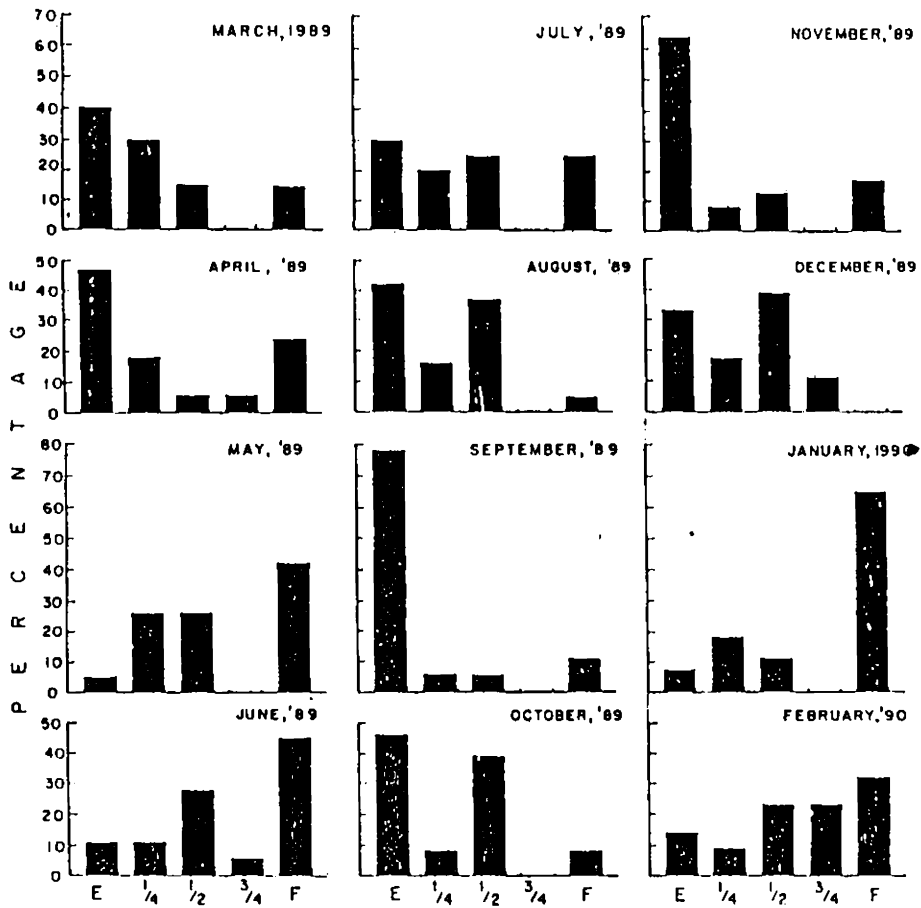 MARCH, 1989
JULY, '89
NOVEMBER, '89
70
60
50
40
30
20
10
0
APRIL, '89
AUGUST, '89
DECEMBER, '89
50
40
30
20
10
0
MAY, '89
SEPTEMBER, '89
JANUARY, 1990
80
70
60
50
40
30
20
10
0
JUNE, '89
OCTOBER, '89
FEBRUARY, '90
50
40
30
20
10
0
E 1/4 1/2 3/4 F
E 1/4 1/2 3/4 F
E 1/4 1/2 3/4 F
PERCENTAGE